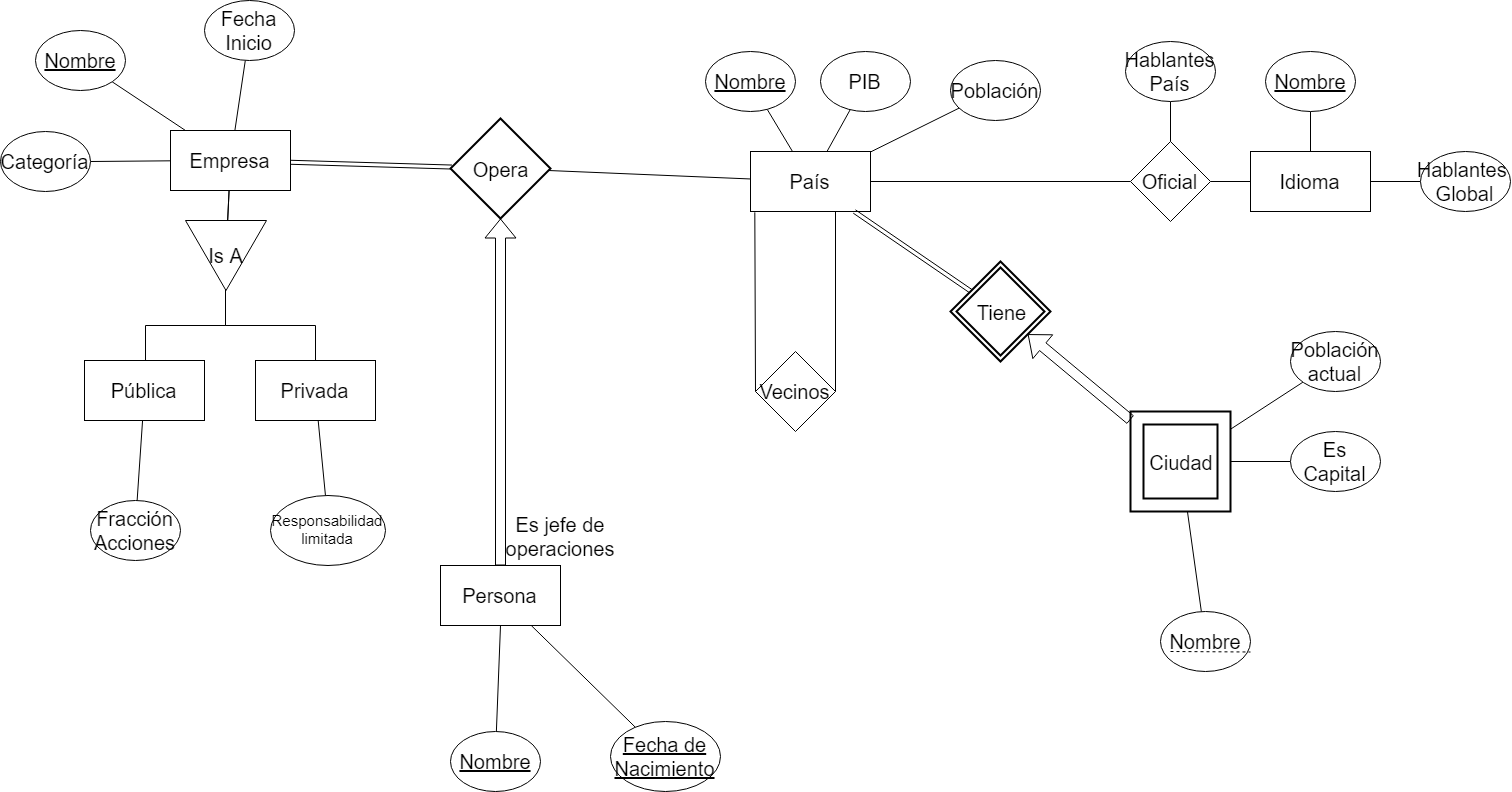 Fecha
Inicio
Nombre
Categoría
Empresa
Opera
Is A
Pública
Privada
Fracción
Acciones
Responsabilidad
limitada
Es jefe de
operaciones
Persona
Nombre
Fecha de
Nacimiento
Nombre
PIB
Población
País
Hablantes
País
Oficial
Nombre
Idioma
Hablantes
Global
Vecinos
Tiene
Ciudad
Población
actual
Es
Capital
Nombre